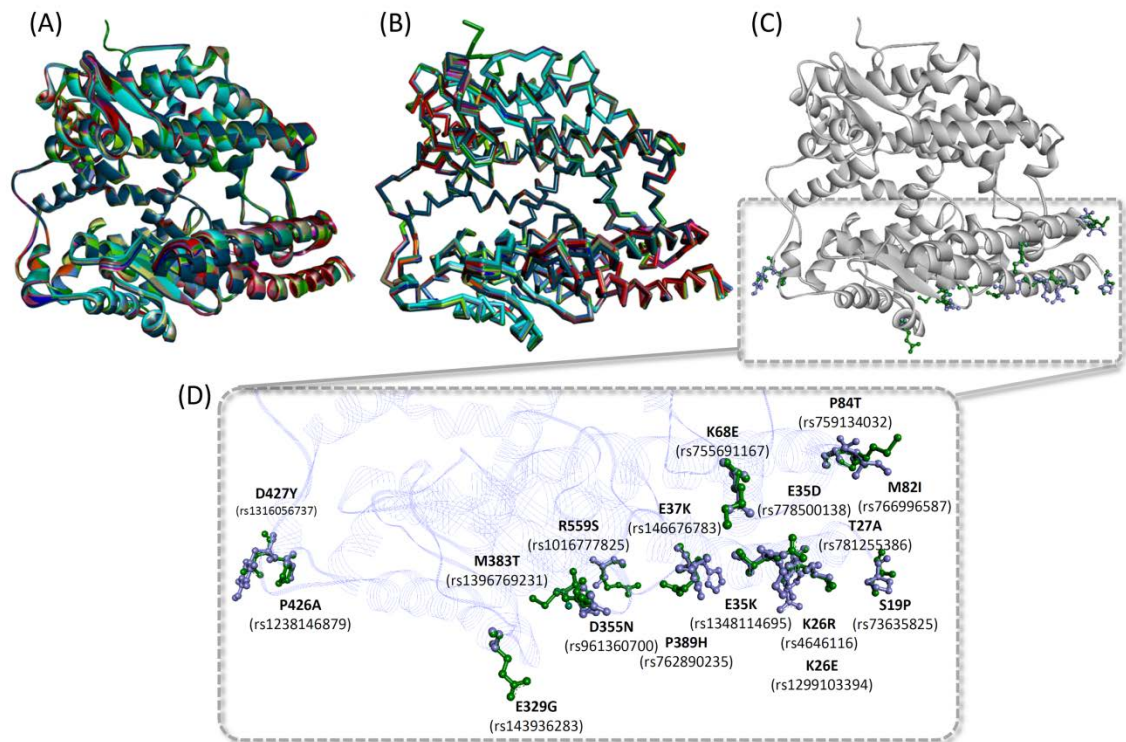 (A)
(B)
(C)
(D)
P84T
(rs759134032)
K68E
(rs755691167)
D427Y
(rs1316056737)
E35D
(rs778500138)
M82I
(rs766996587)
E37K
(rs146676783)
R559S
(rs1016777825)
T27A
(rs781255386)
M383T
(rs1396769231)
P426A
(rs1238146879)
D355N
(rs961360700)
E35K
(rs1348114695)
K26R
(rs4646116)
S19P
(rs73635825)
P389H
(rs762890235)
K26E
(rs1299103394)
E329G
(rs143936283)